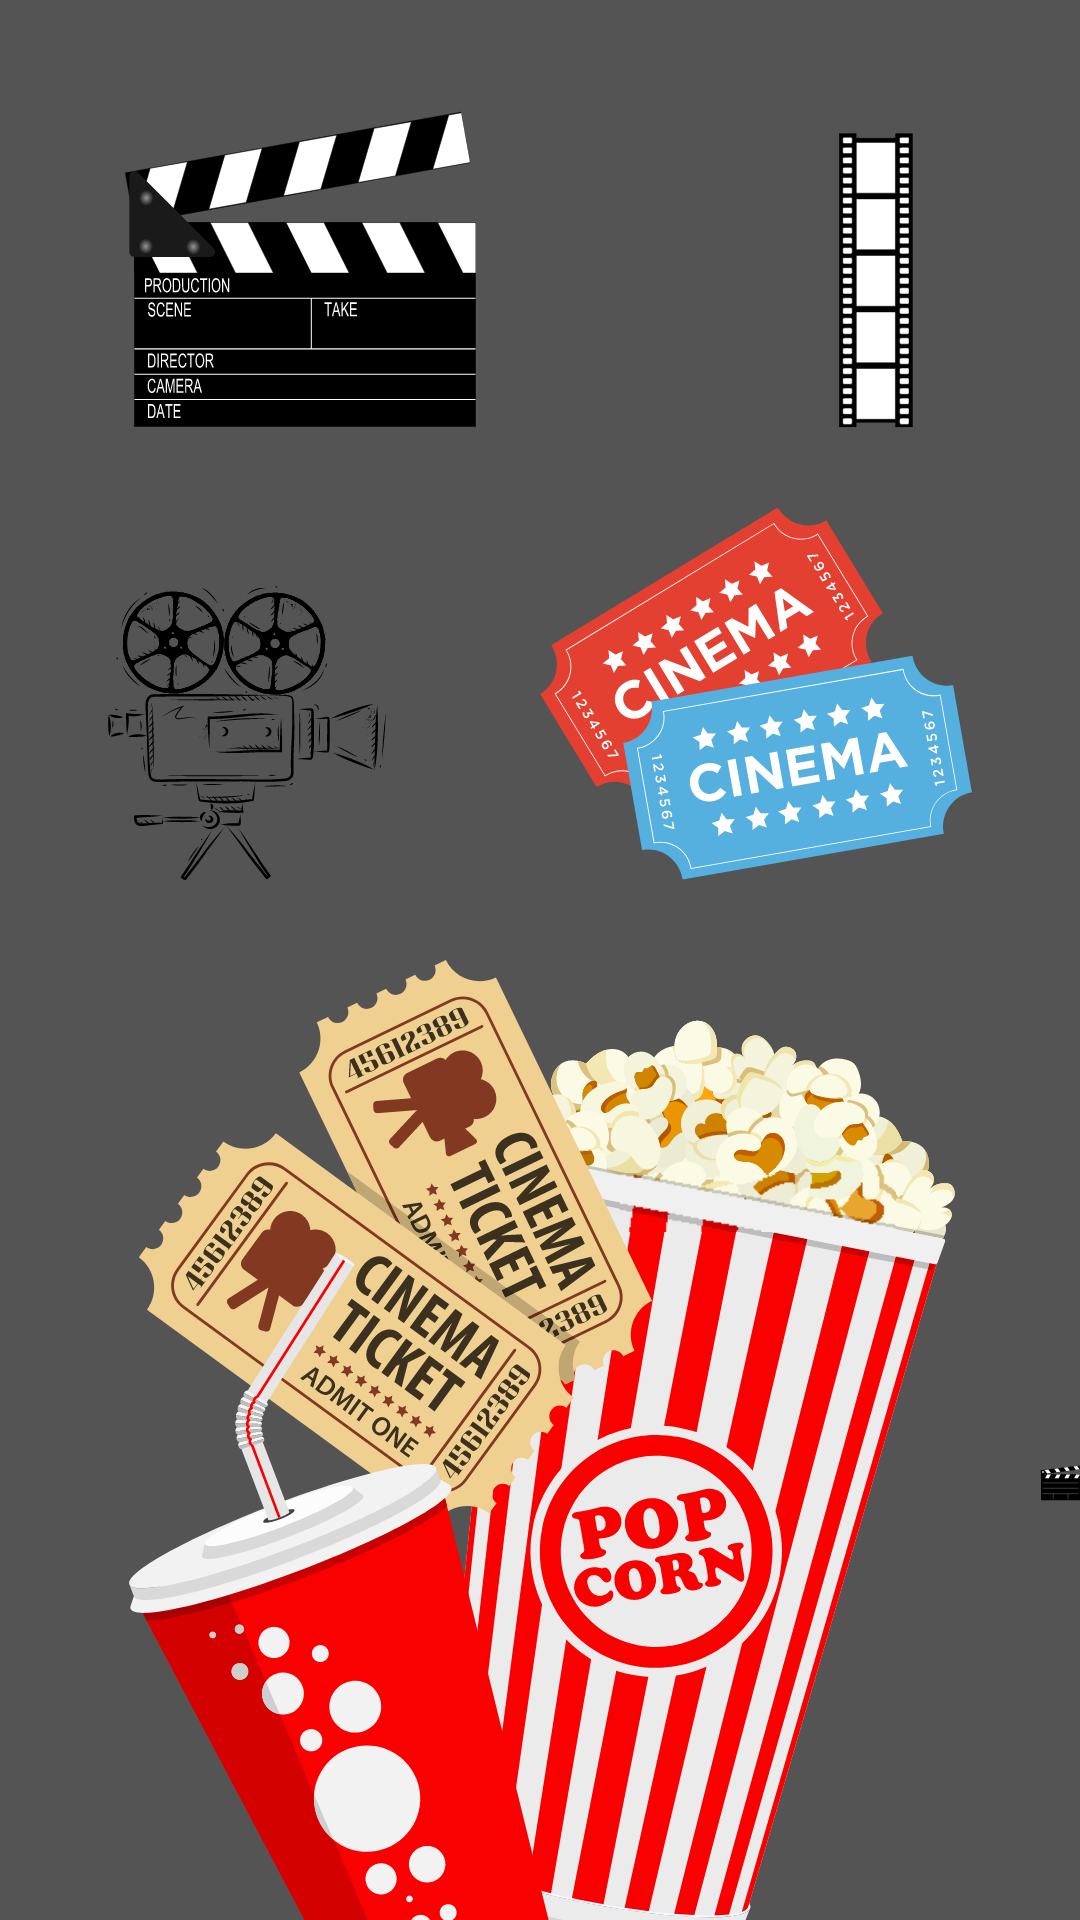 PRODUCTION
SCENE TAKE
DIRECTOR
CAMERA
DATE
1234567
CINEMA
1234567
1234567
CINEMA
1234567
45612389
CINEMA
TICKET
2389
45612389
CINEMA
TICKET
ADMIT ONE
45612389
POP
CORN